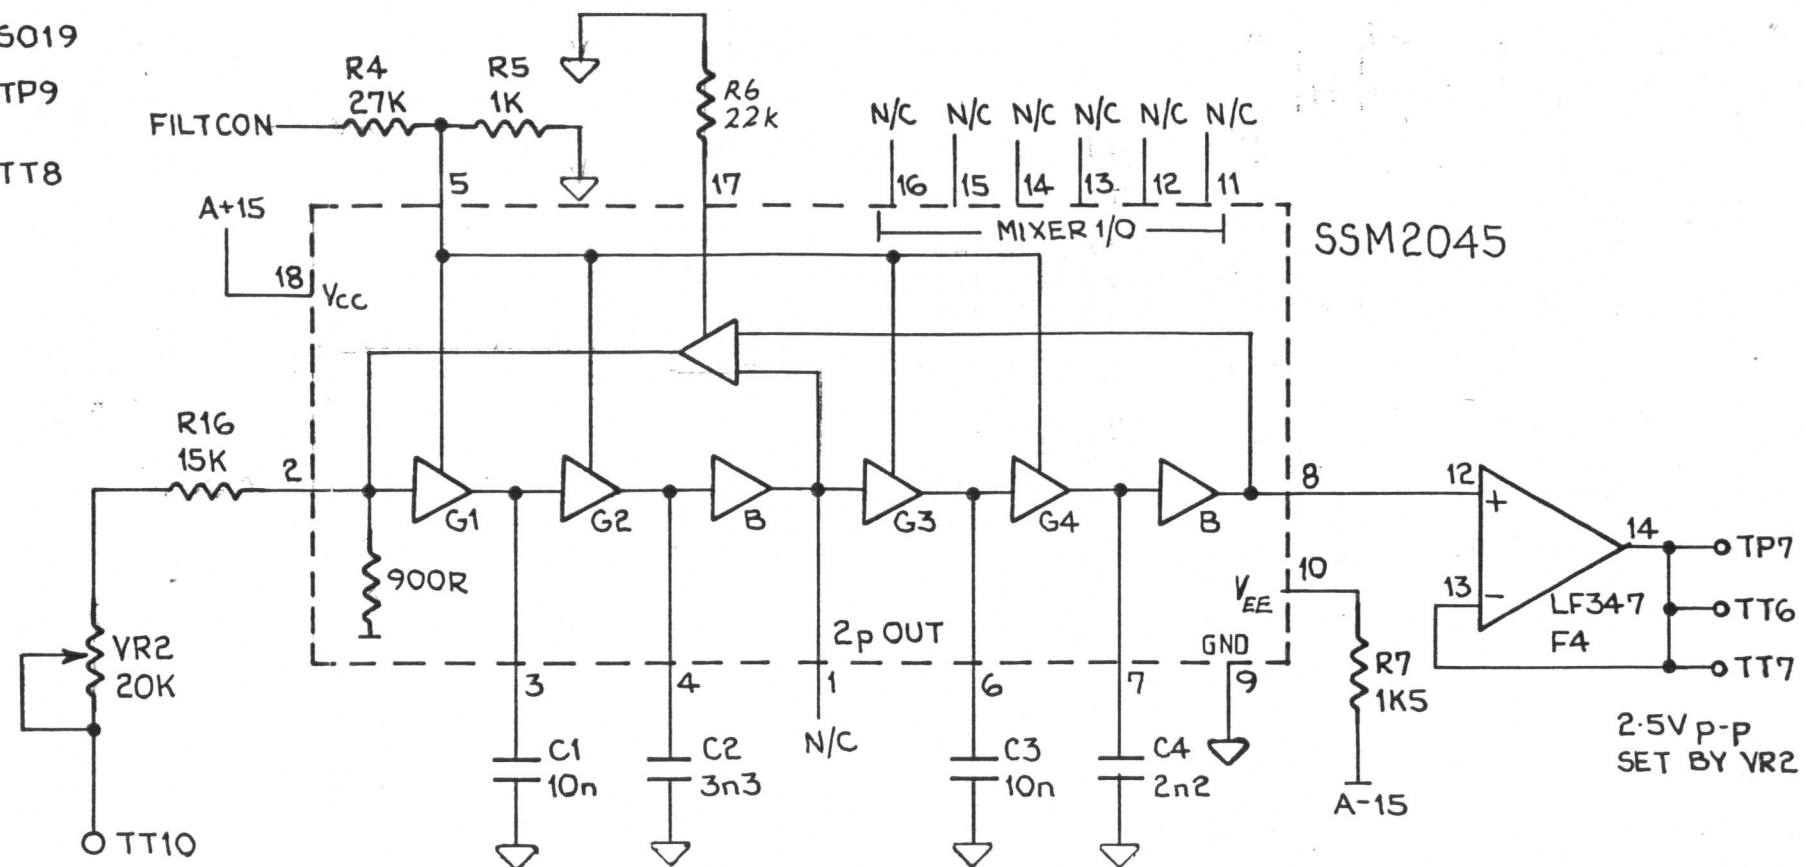 SO19
TP9
TT8
R4
27K
R5
1K
FILTCON
R6
22k
N/C N/C N/C N/C N/C N/C
5
17
16 15 14 13 12 11
MIXER I/O
A+15
18
Vcc
SSM2045
R16
15K
2
G1
G2
B
G3
G4
B
8
12
+
14
TP7
13
-
LF347
F4
TT6
TT7
900R
10
VEE
2p OUT
GND
VR2
20K
3
4
1
6
7
9
R7
1K5
2.5V p-p
SET BY VR2
C1
10n
C2
3n3
N/C
C3
10n
C4
2n2
A-15
TT10